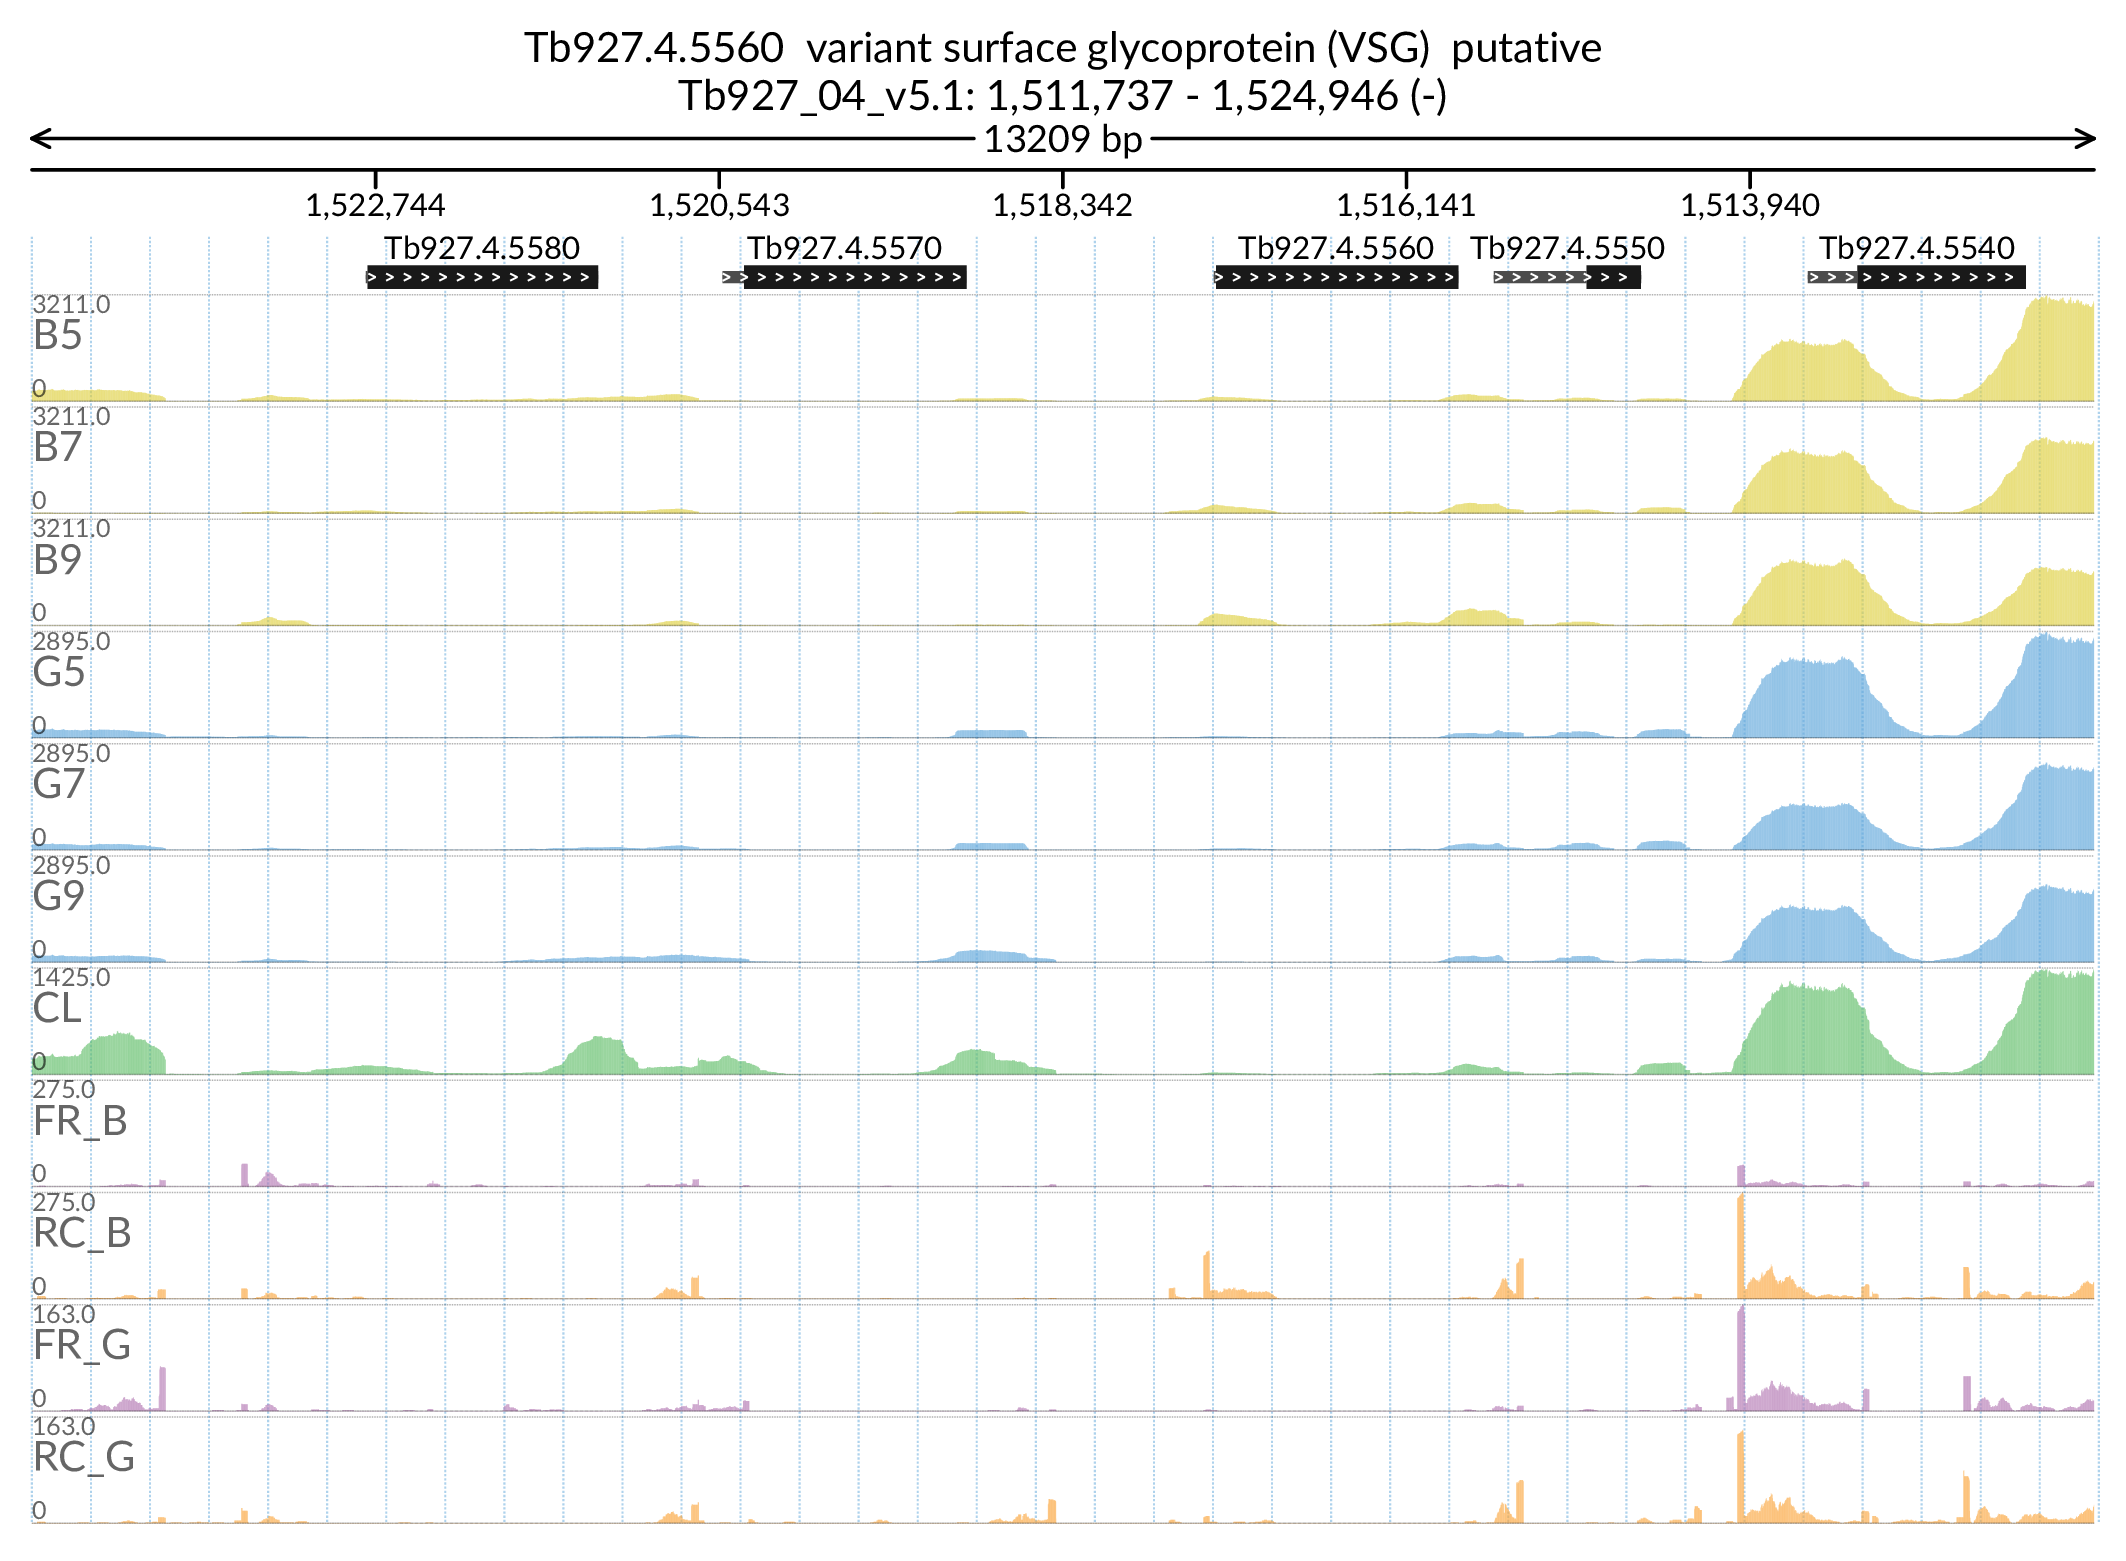 Tb927.4.5560  variant surface glycoprotein (VSG)  putative
Tb927_04_v5.1: 1,511,737 - 1,524,946 (-)
13209 bp
1,522,744 1,520,543 1,518,342 1,516,141 1,513,940
Tb927.4.5580 Tb927.4.5570 Tb927.4.5560 Tb927.4.5550 Tb927.4.5540
3211.0
B5
0
3211.0
B7
0
3211.0
B9
0
2895.0
G5
0
2895.0
G7
0
2895.0
G9
0
1425.0
CL
0
275.0
FR_B
0
275.0
RC_B
0
163.0
FR_G
0
163.0
RC_G
0